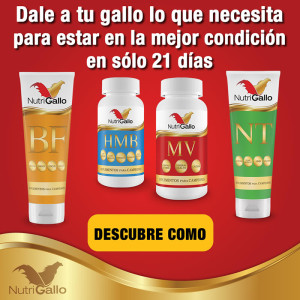 Dale a tu gallo lo que necesita
para estar en la mejor condición
en sólo 21 días
NutriGallo
BF
NutriGallo
HMB
NutriGallo
MV
NutriGallo
NT
DESCUBRE COMO
NutriGallo